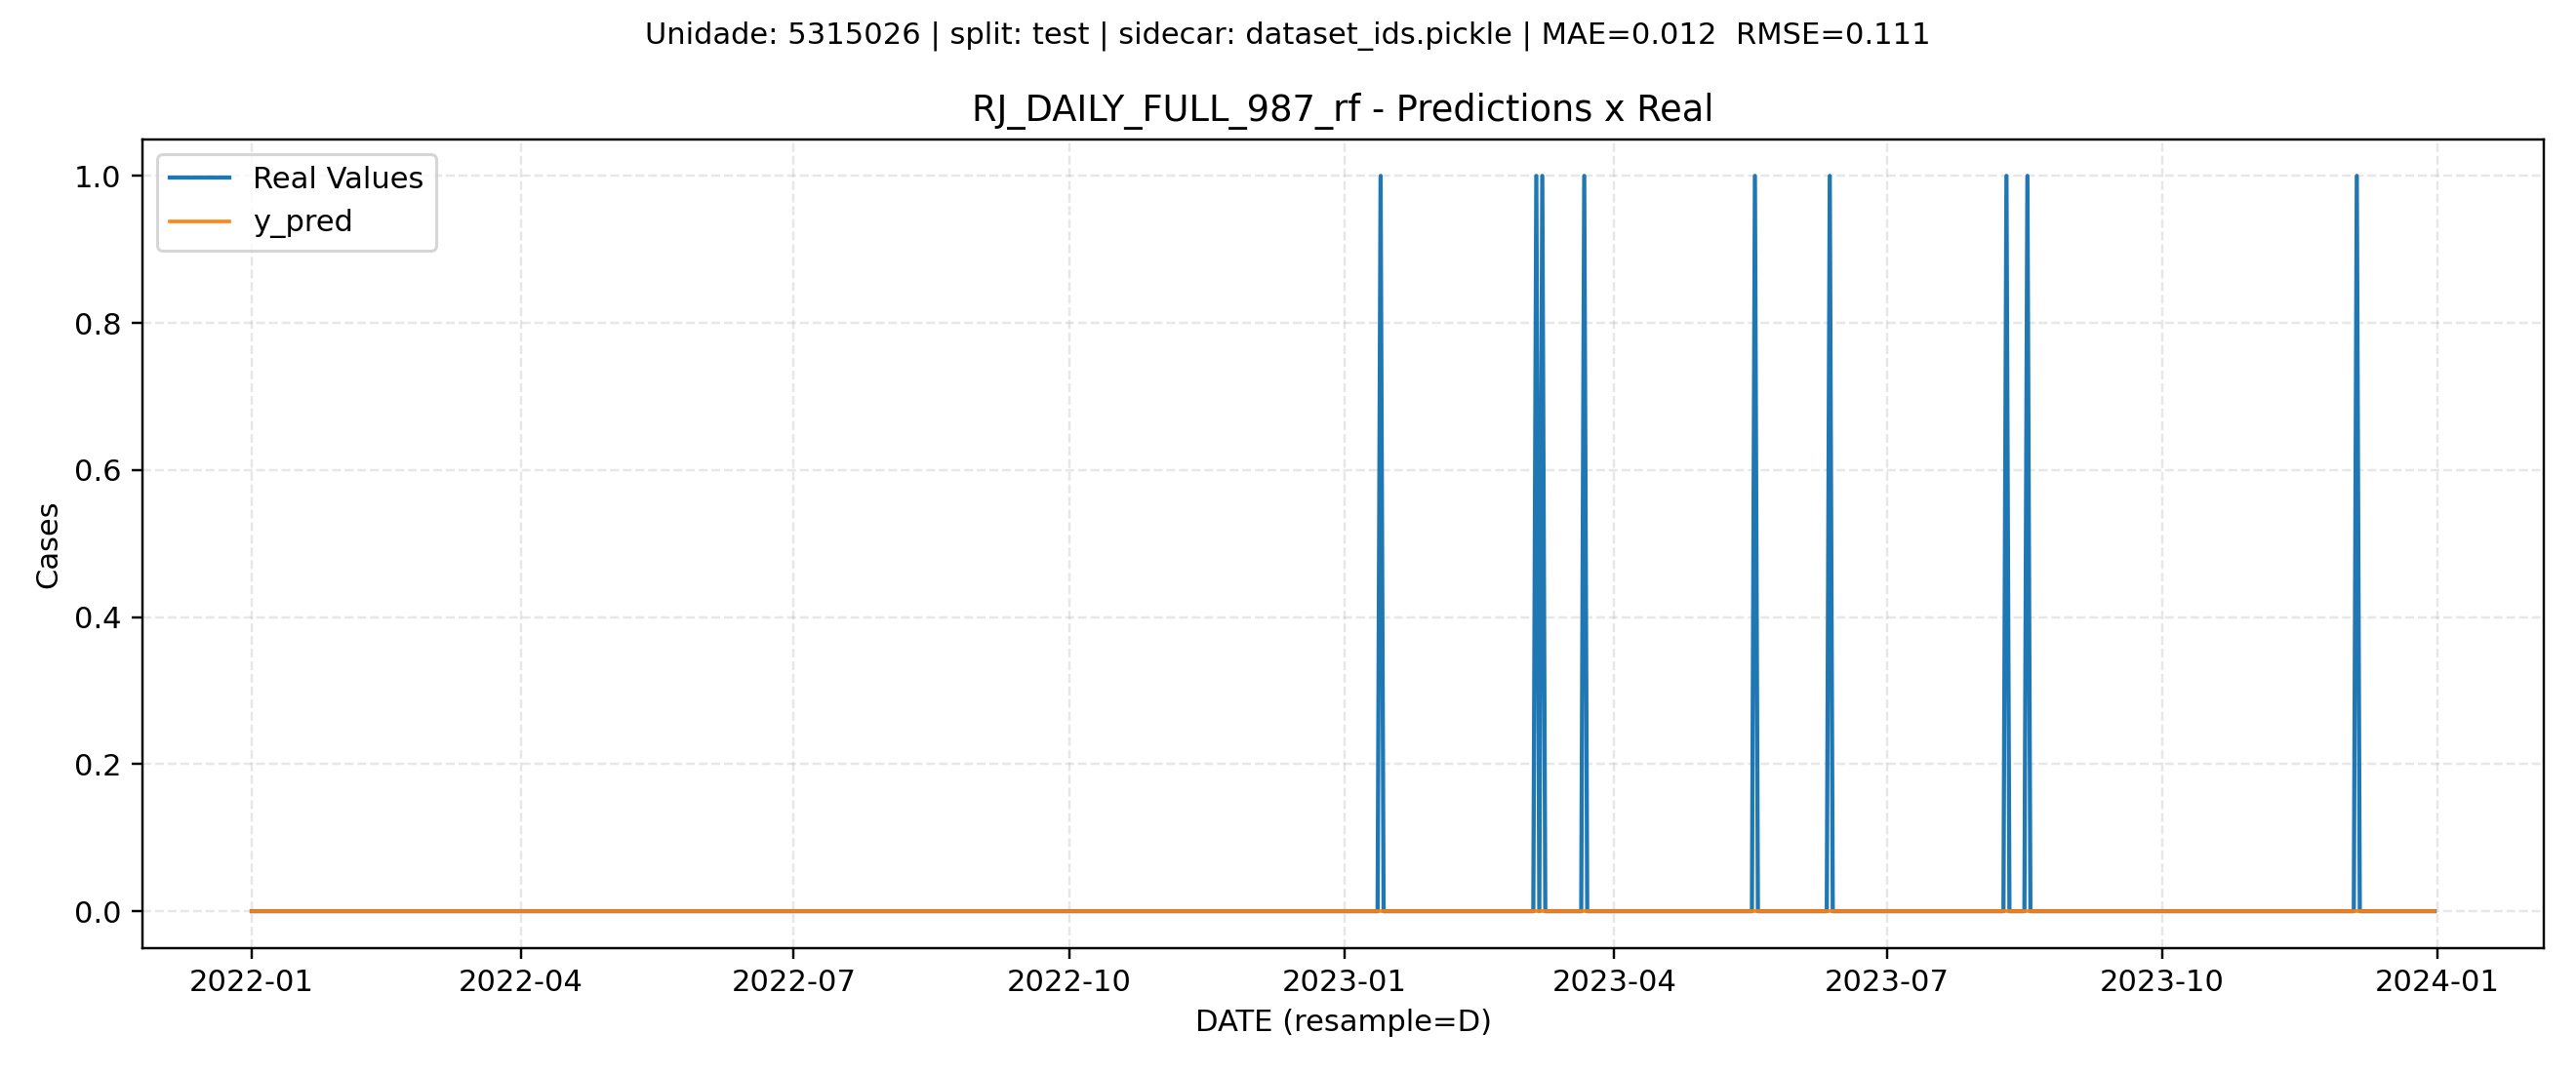 Unidade: 5315026 | split: test | sidecar: dataset_ids.pickle | MAE=0.012  RMSE=0.111
RJ_DAILY_FULL_987_rf - Predictions x Real
Real Values
y_pred
1.0
0.8
0.6
0.4
0.2
0.0
Cases
2022-01 2022-04 2022-07 2022-10 2023-01 2023-04 2023-07 2023-10 2024-01
DATE (resample=D)